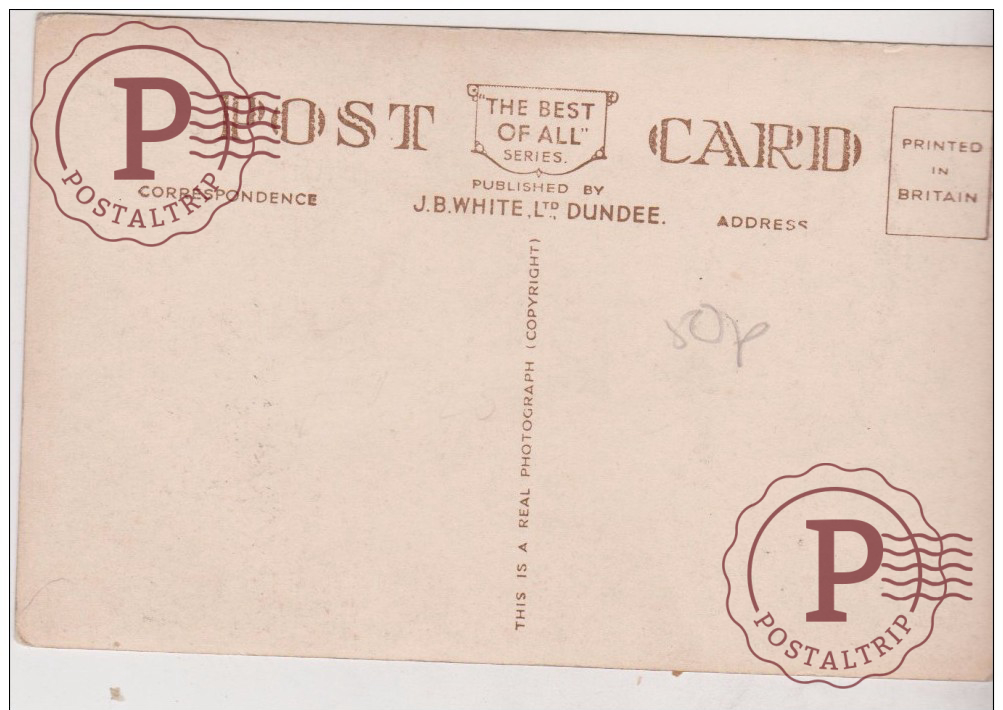 POST CARD
"THE BEST
OF ALL"
SERIES.
PUBLISHED BY
J.B. WHITE, LTD., DUNDEE.
CORRESPONDENCE
ADDRESS
PRINTED
IN
BRITAIN
THIS IS A REAL PHOTOGRAPH (COPYRIGHT)
50p
P
POSTALTRIP
P
POSTALTRIP